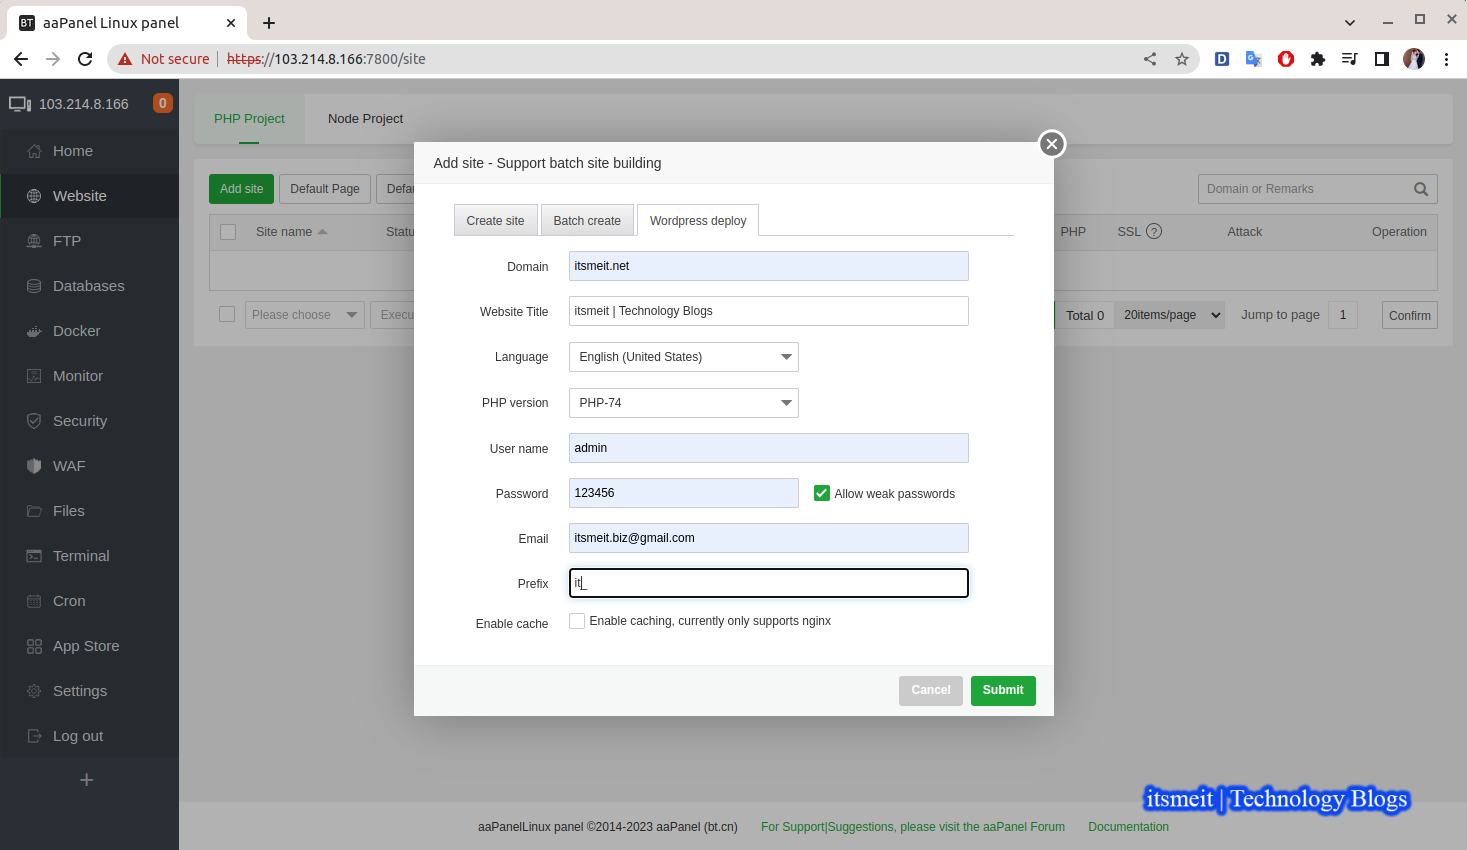 BT aaPanel Linux panel
Not secure https://103.214.8.166:7800/site
103.214.8.166 0
Home
Website
FTP
Databases
Docker
Monitor
Security
WAF
Files
Terminal
Cron
App Store
Settings
Log out
PHP Project Node Project
Add site Default Page Defau
Domain or Remarks
Site name Statu PHP SSL ? Attack Operation
Please choose Execu Total 0 20items/page Jump to page 1 Confirm
Add site - Support batch site building
Create site Batch create Wordpress deploy
Domain itsmeit.net
Website Title itsmeit | Technology Blogs
Language English (United States)
PHP version PHP-74
User name admin
Password 123456 Allow weak passwords
Email itsmeit.biz@gmail.com
Prefix it_
Enable cache Enable caching, currently only supports nginx
Cancel Submit
itsmeit | Technology Blogs
aaPanelLinux panel ©2014-2023 aaPanel (bt.cn) For Support|Suggestions, please visit the aaPanel Forum Documentation